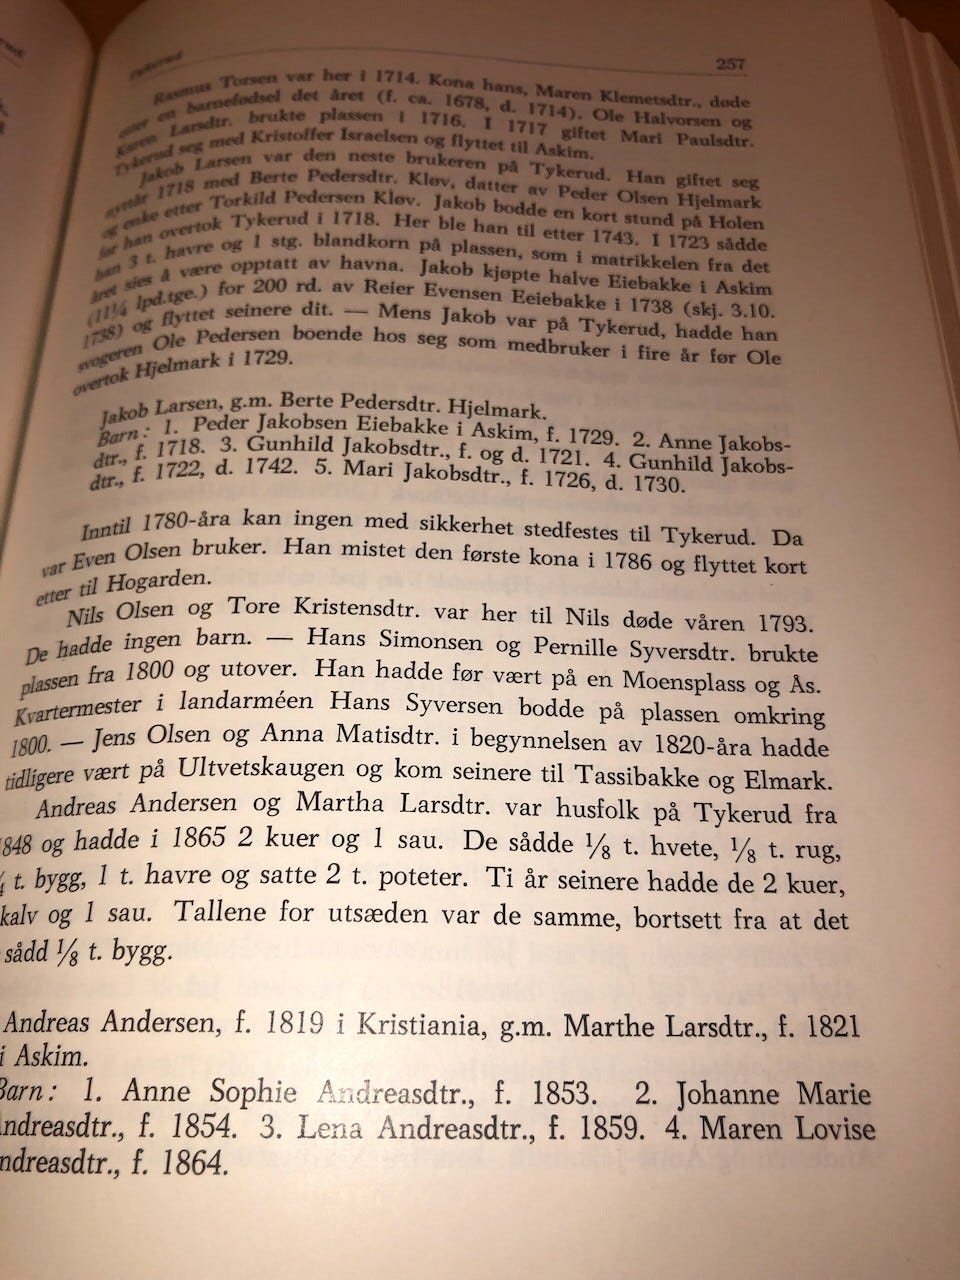 Tykerud 257
Rasmus Torsen var her i 1714. Kona hans, Maren Klemetsdtr., døde
etter en barnefødsel det året (f. ca. 1678, d. 1714). Ole Halvorsen og
Karen Larsdtr. brukte plassen i 1716. I 1717 giftet Mari Paulsdtr.
Tykerud seg med Kristoffer Israelsen og flyttet til Askim.
Jakob Larsen var den neste brukeren på Tykerud. Han giftet seg
nyttår 1718 med Berte Pedersdtr. Kløv, datter av Peder Olsen Hjelmark
og enke etter Torkild Pedersen Kløv. Jakob bodde en kort stund på Holen
før han overtok Tykerud i 1718. Her ble han til etter 1743. I 1723 sådde
han 3 t. havre og 1 stg. blandkorn på plassen, som i matrikkelen fra det
året sies å være opptatt av havna. Jakob kjøpte halve Eiebakke i Askim
(11¼ lpd.tge.) for 200 rd. av Reier Evensen Eeiebakke i 1738 (skj. 3.10.
1738) og flyttet seinere dit. — Mens Jakob var på Tykerud, hadde han
svogeren Ole Pedersen boende hos seg som medbruker i fire år før Ole
overtok Hjelmark i 1729.
Jakob Larsen, g.m. Berte Pedersdtr. Hjelmark.
Barn: 1. Peder Jakobsen Eiebakke i Askim, f. 1729. 2. Anne Jakobs-
dtr., f. 1718. 3. Gunhild Jakobsdtr., f. og d. 1721. 4. Gunhild Jakobs-
dtr., f. 1722, d. 1742. 5. Mari Jakobsdtr., f. 1726, d. 1730.
Inntil 1780-åra kan ingen med sikkerhet stedfestes til Tykerud. Da
var Even Olsen bruker. Han mistet den første kona i 1786 og flyttet kort
etter til Hogarden.
Nils Olsen og Tore Kristensdtr. var her til Nils døde våren 1793.
De hadde ingen barn. — Hans Simonsen og Pernille Syversdtr. brukte
plassen fra 1800 og utover. Han hadde før vært på en Moensplass og Ås.
Kvartermester i landarméen Hans Syversen bodde på plassen omkring
1800. — Jens Olsen og Anna Matisdtr. i begynnelsen av 1820-åra hadde
tidligere vært på Ultvetskaugen og kom seinere til Tassibakke og Elmark.
Andreas Andersen og Martha Larsdtr. var husfolk på Tykerud fra
1848 og hadde i 1865 2 kuer og 1 sau. De sådde ⅛ t. hvete, ⅛ t. rug,
t. bygg, 1 t. havre og satte 2 t. poteter. Ti år seinere hadde de 2 kuer,
kalv og 1 sau. Tallene for utsæden var de samme, bortsett fra at det
sådd ⅛ t. bygg.
Andreas Andersen, f. 1819 i Kristiania, g.m. Marthe Larsdtr., f. 1821
i Askim.
Barn: 1. Anne Sophie Andreasdtr., f. 1853. 2. Johanne Marie
Andreasdtr., f. 1854. 3. Lena Andreasdtr., f. 1859. 4. Maren Lovise
ndreasdtr., f. 1864.